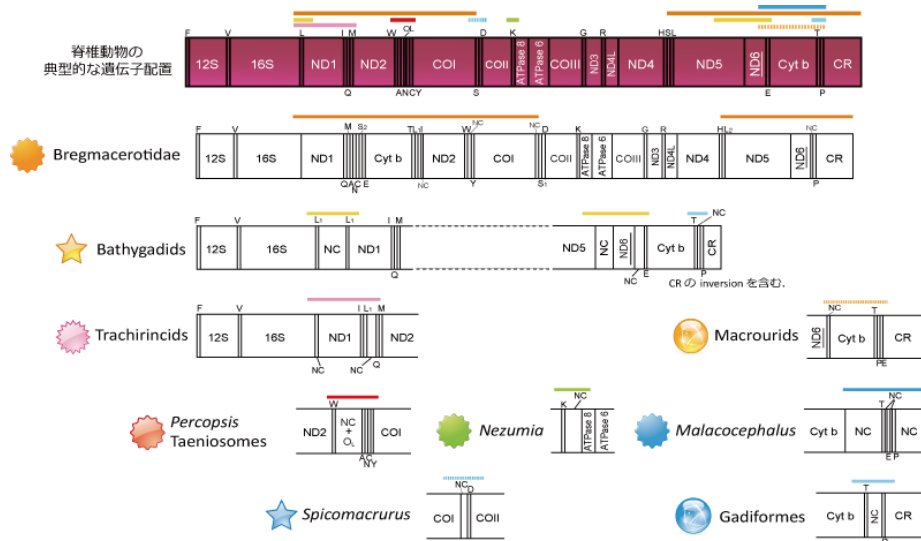 F V L I M W OL D K G R HSL T
脊椎動物の
典型的な遺伝子配置
12S 16S ND1 ND2 COI COII ATPase 8 ATPase 6 COIII ND3 ND4L ND4 ND5 ND6 Cyt b CR
Q ANCY S E P
F V M S2 TL1I W NC NC D K G R HL2 NC
Bregmacerotidae
12S 16S ND1 Cyt b ND2 COI COII ATPase 8 ATPase 6 COIII ND3 ND4L ND4 ND5 ND6 CR
QAC E NC Y S1 P
N
F V L1 L1 I M T NC
Bathygadids
12S 16S NC ND1 ND5 NC ND6 Cyt b CR
Q NC E P
CR の inversion を含む.
F V I L1 M
Trachirincids
12S 16S ND1 ND2
NC NC Q
NC T
Macrourids
ND6 Cyt b CR
PE
W
Percopsis
Taeniosomes
ND2 NC + OL COI
AC
NY
K NC
Nezumia
ATPase 8 ATPase 6
T NC
Malacocephalus
Cyt b NC NC
E P
NC D
Spicomacrurus
COI COII
T
Gadiformes
Cyt b NC CR